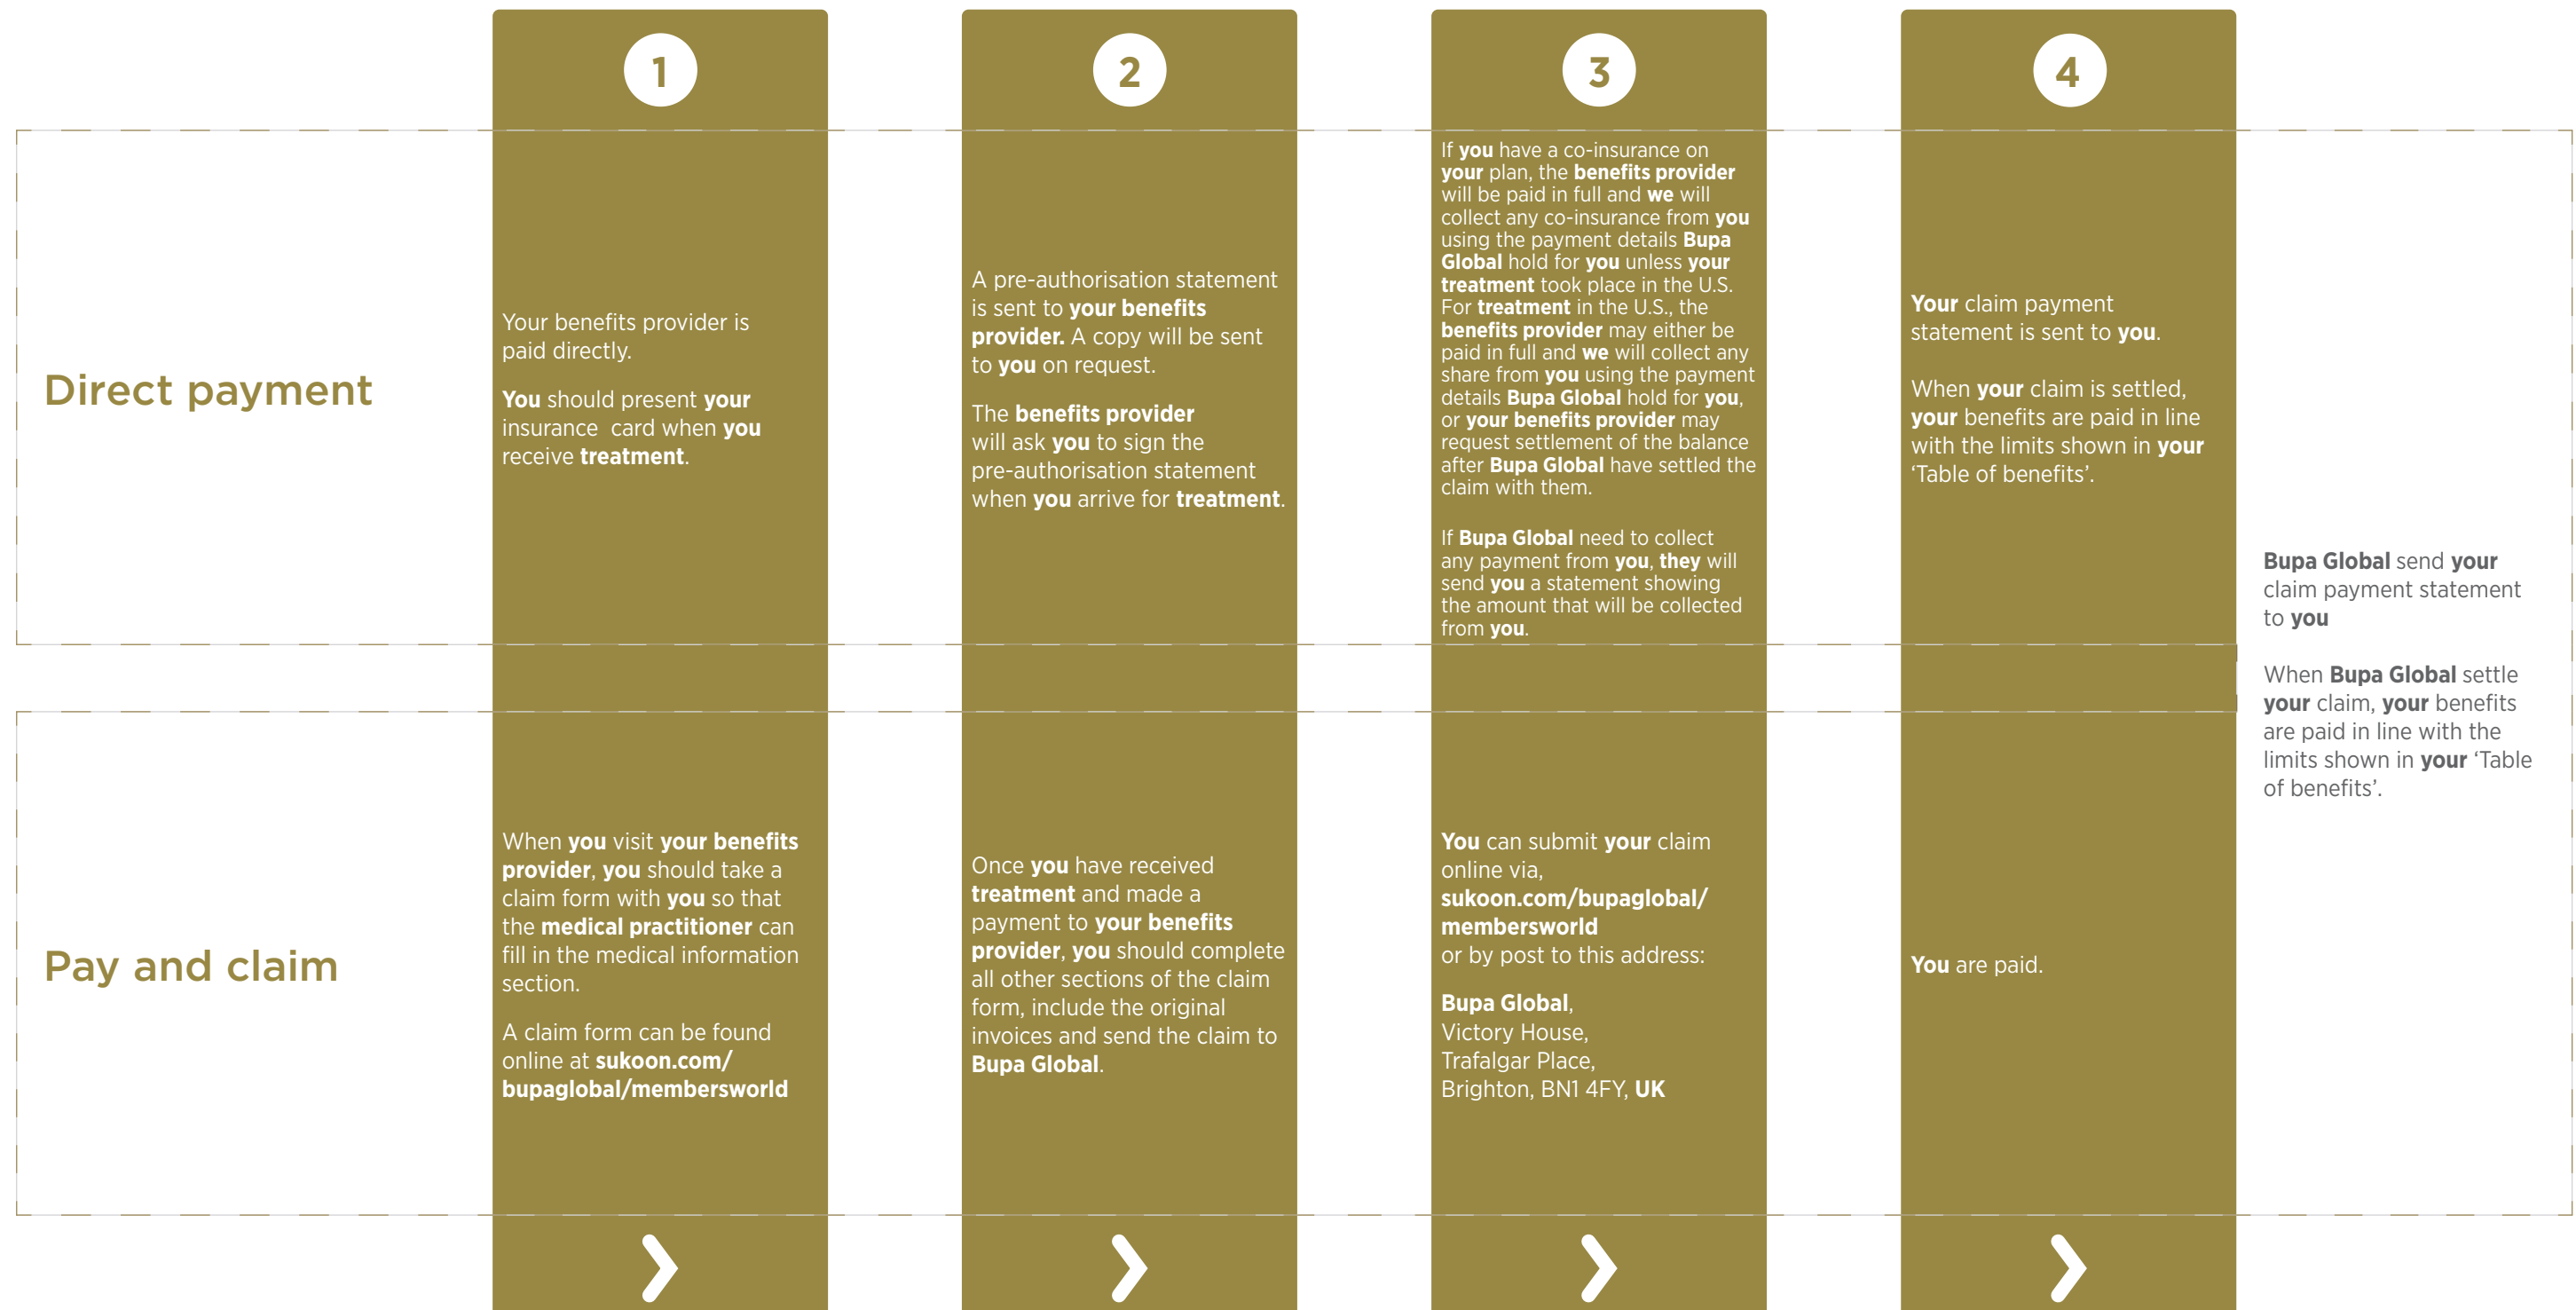 1
2
3
4
Direct payment
Your benefits provider is
paid directly.
You should present your
insurance card when you
receive treatment.
A pre-authorisation statement
is sent to your benefits
provider. A copy will be sent
to you on request.
The benefits provider
will ask you to sign the
pre-authorisation statement
when you arrive for treatment.
If you have a co-insurance on
your plan, the benefits provider
will be paid in full and we will
collect any co-insurance from you
using the payment details Bupa
Global hold for you unless your
treatment took place in the U.S.
For treatment in the U.S., the
benefits provider may either be
paid in full and we will collect any
share from you using the payment
details Bupa Global hold for you,
or your benefits provider may
request settlement of the balance
after Bupa Global have settled the
claim with them.
If Bupa Global need to collect
any payment from you, they will
send you a statement showing
the amount that will be collected
from you.
Your claim payment
statement is sent to you.
When your claim is settled,
your benefits are paid in line
with the limits shown in your
‘Table of benefits’.
Pay and claim
When you visit your benefits
provider, you should take a
claim form with you so that
the medical practitioner can
fill in the medical information
section.
A claim form can be found
online at sukoon.com/
bupaglobal/membersworld
Once you have received
treatment and made a
payment to your benefits
provider, you should complete
all other sections of the claim
form, include the original
invoices and send the claim to
Bupa Global.
You can submit your claim
online via,
sukoon.com/bupaglobal/
membersworld
or by post to this address:
Bupa Global,
Victory House,
Trafalgar Place,
Brighton, BN1 4FY, UK
You are paid.
Bupa Global send your
claim payment statement
to you
When Bupa Global settle
your claim, your benefits
are paid in line with the
limits shown in your ‘Table
of benefits’.